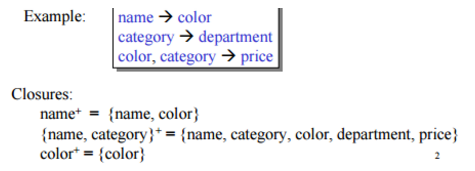 Example: name → color
category → department
color, category → price
Closures:
name⁺ = {name, color}
{name, category}⁺ = {name, category, color, department, price}
color⁺ = {color}
2